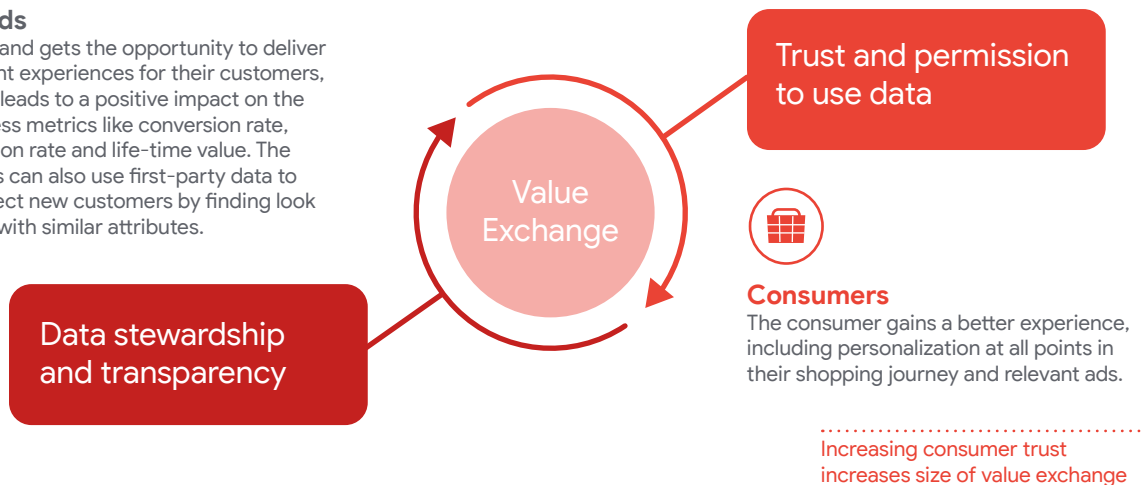 ds
and gets the opportunity to deliver
nt experiences for their customers,
leads to a positive impact on the
ess metrics like conversion rate,
on rate and life-time value. The
s can also use first-party data to
ect new customers by finding look
with similar attributes.
Trust and permission
to use data
Value
Exchange
Data stewardship
and transparency
Consumers
The consumer gains a better experience,
including personalization at all points in
their shopping journey and relevant ads.
Increasing consumer trust
increases size of value exchange